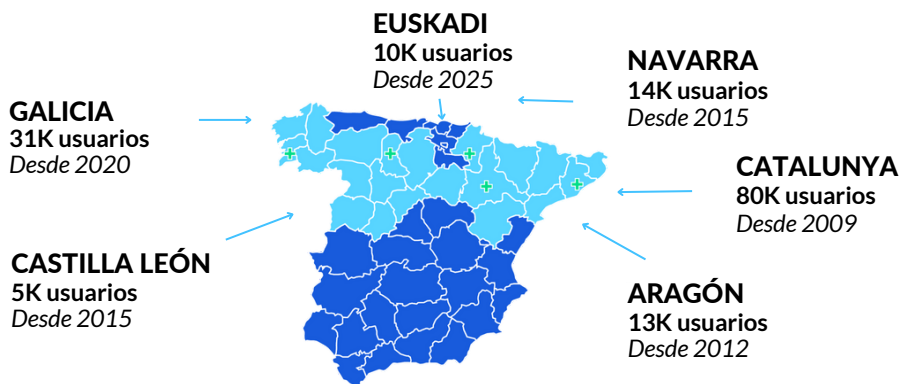 EUSKADI
10K usuarios
Desde 2025
NAVARRA
14K usuarios
Desde 2015
GALICIA
31K usuarios
Desde 2020
CATALUNYA
80K usuarios
Desde 2009
CASTILLA LEÓN
5K usuarios
Desde 2015
ARAGÓN
13K usuarios
Desde 2012